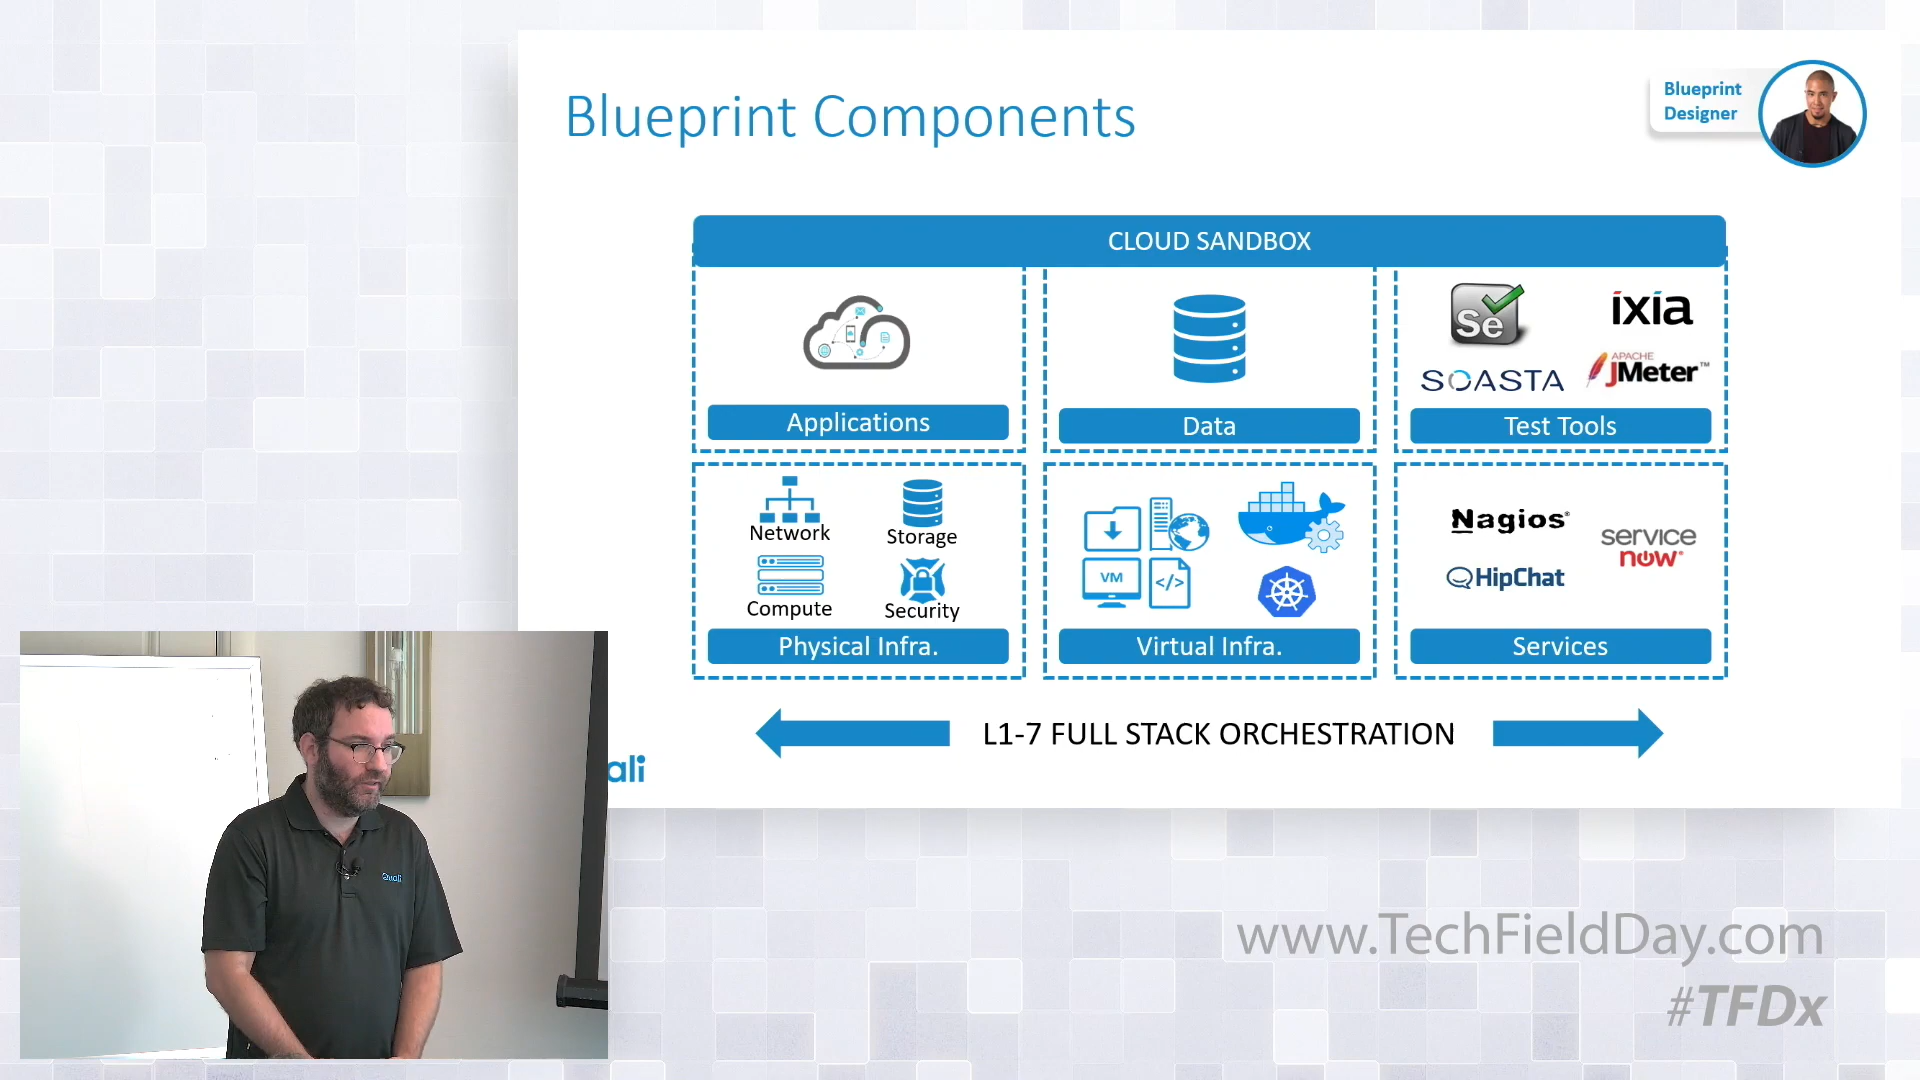 Blueprint Components
Blueprint
Designer
CLOUD SANDBOX
Applications
Data
Se
ixia
SOASTA
APACHE
JMeter™
Test Tools
Network
Storage
Compute
Security
Physical Infra.
VM
</>
Virtual Infra.
Nagios®
service
now®
HipChat
Services
L1-7 FULL STACK ORCHESTRATION
ali
Quali
www.TechFieldDay.com
#TFDx